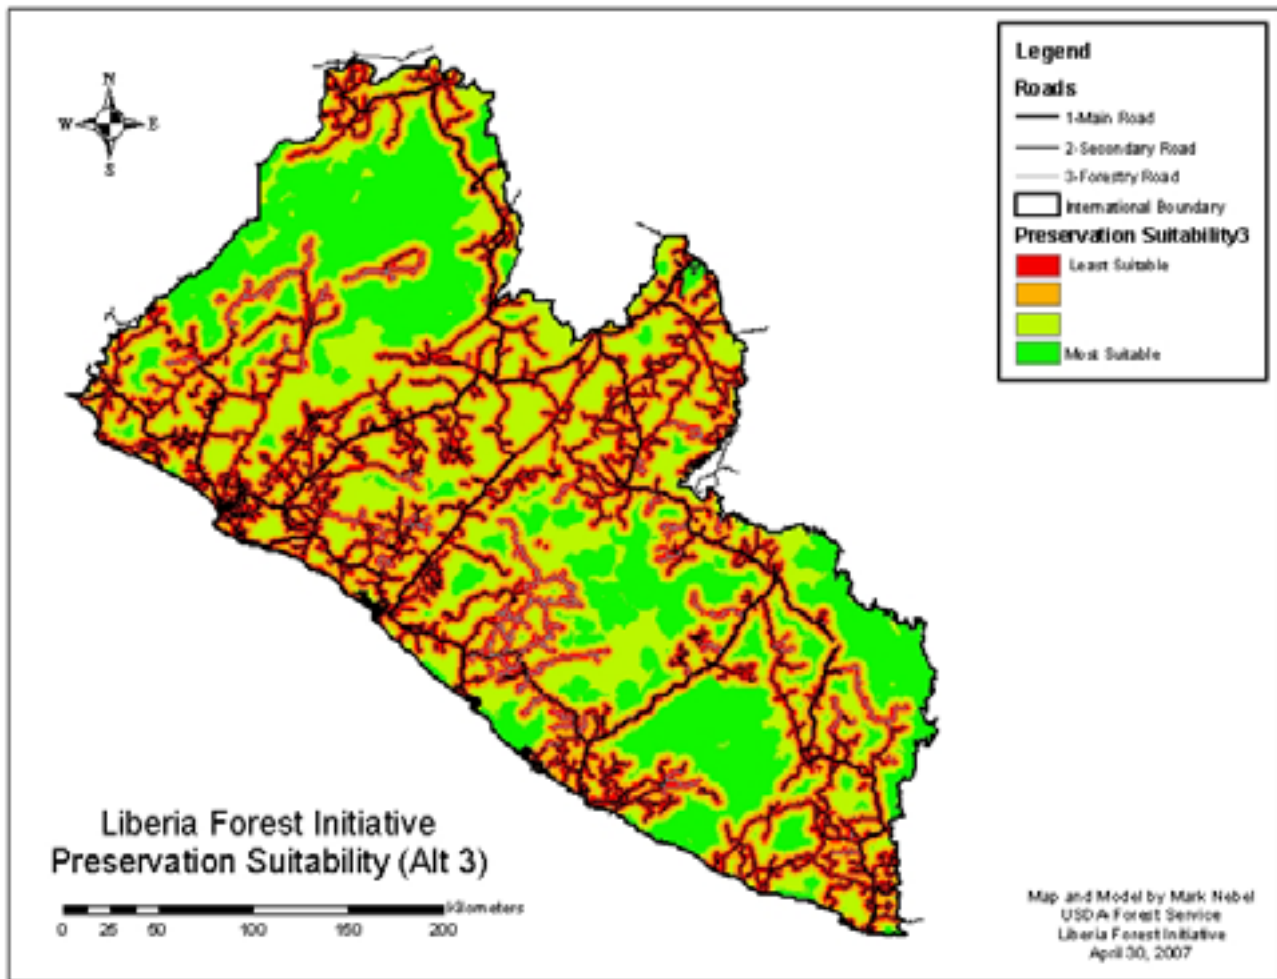 N
W E
S
Legend
Roads
1-Main Road
2-Secondary Road
3-Forestry Road
International Boundary
Preservation Suitability3
Least Suitable
Most Suitable
Liberia Forest Initiative
Preservation Suitability (Alt 3)
Kilometers
0 25 50 100 150 200
Map and Model by Mark Nebel
USDA Forest Service
Liberia Forest Initiative
April 30, 2007